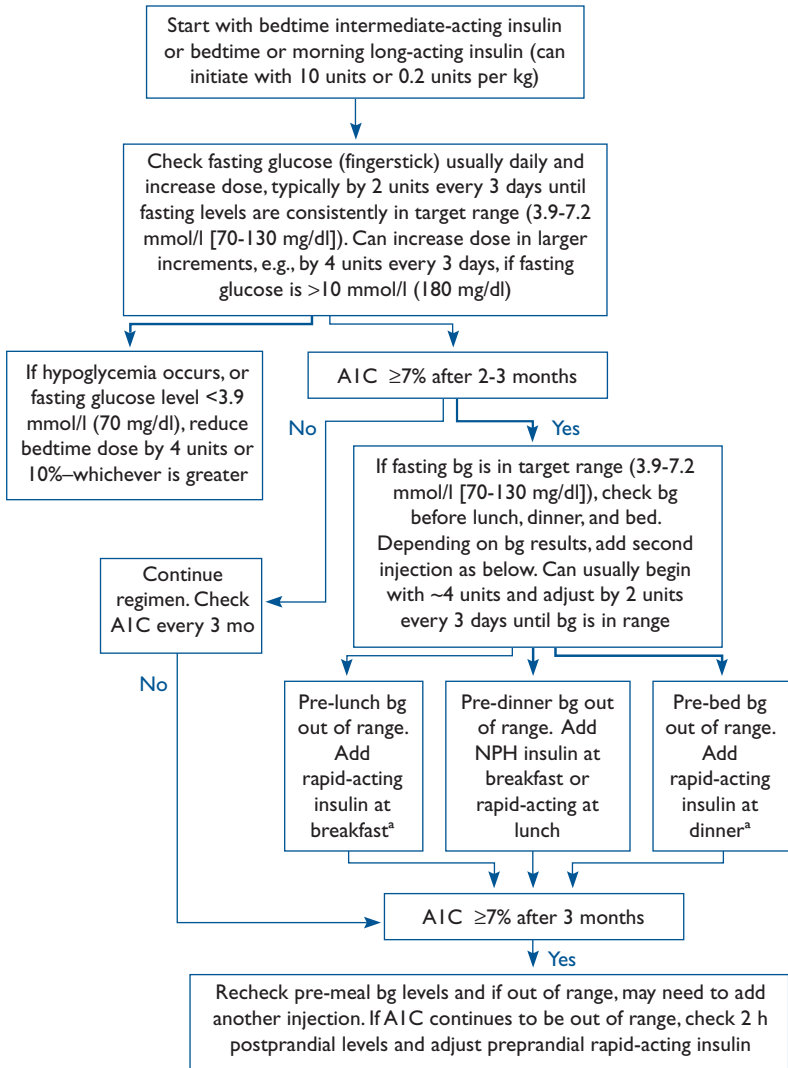 Start with bedtime intermediate-acting insulin
or bedtime or morning long-acting insulin (can
initiate with 10 units or 0.2 units per kg)
Check fasting glucose (fingerstick) usually daily and
increase dose, typically by 2 units every 3 days until
fasting levels are consistently in target range (3.9-7.2
mmol/l [70-130 mg/dl]). Can increase dose in larger
increments, e.g., by 4 units every 3 days, if fasting
glucose is >10 mmol/l (180 mg/dl)
If hypoglycemia occurs, or
fasting glucose level <3.9
mmol/l (70 mg/dl), reduce
bedtime dose by 4 units or
10%–whichever is greater
A1C ≥7% after 2-3 months
No
Yes
If fasting bg is in target range (3.9-7.2
mmol/l [70-130 mg/dl]), check bg
before lunch, dinner, and bed.
Depending on bg results, add second
injection as below. Can usually begin
with ~4 units and adjust by 2 units
every 3 days until bg is in range
Continue
regimen. Check
A1C every 3 mo
No
Pre-lunch bg
out of range.
Add
rapid-acting
insulin at
breakfastᵃ
Pre-dinner bg out
of range. Add
NPH insulin at
breakfast or
rapid-acting at
lunch
Pre-bed bg
out of range.
Add
rapid-acting
insulin at
dinnerᵃ
A1C ≥7% after 3 months
Yes
Recheck pre-meal bg levels and if out of range, may need to add
another injection. If A1C continues to be out of range, check 2 h
postprandial levels and adjust preprandial rapid-acting insulin